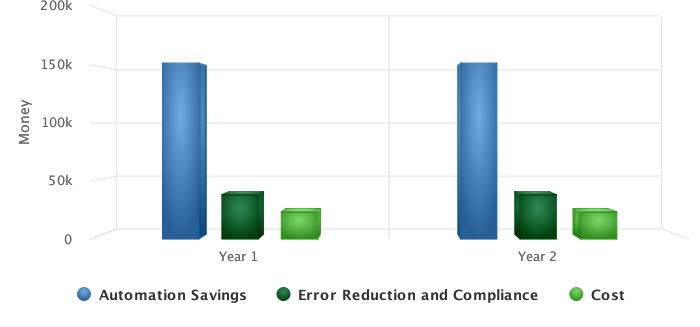 200k
150k
100k
50k
0
Money
Year 1 Year 2
Automation Savings Error Reduction and Compliance Cost